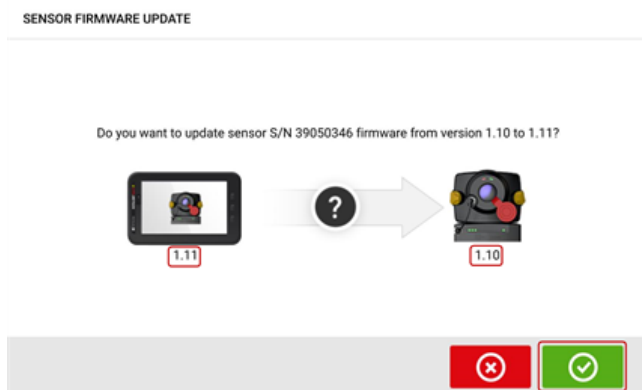 SENSOR FIRMWARE UPDATE
Do you want to update sensor S/N 39050346 firmware from version 1.10 to 1.11?
?
1.11
1.10